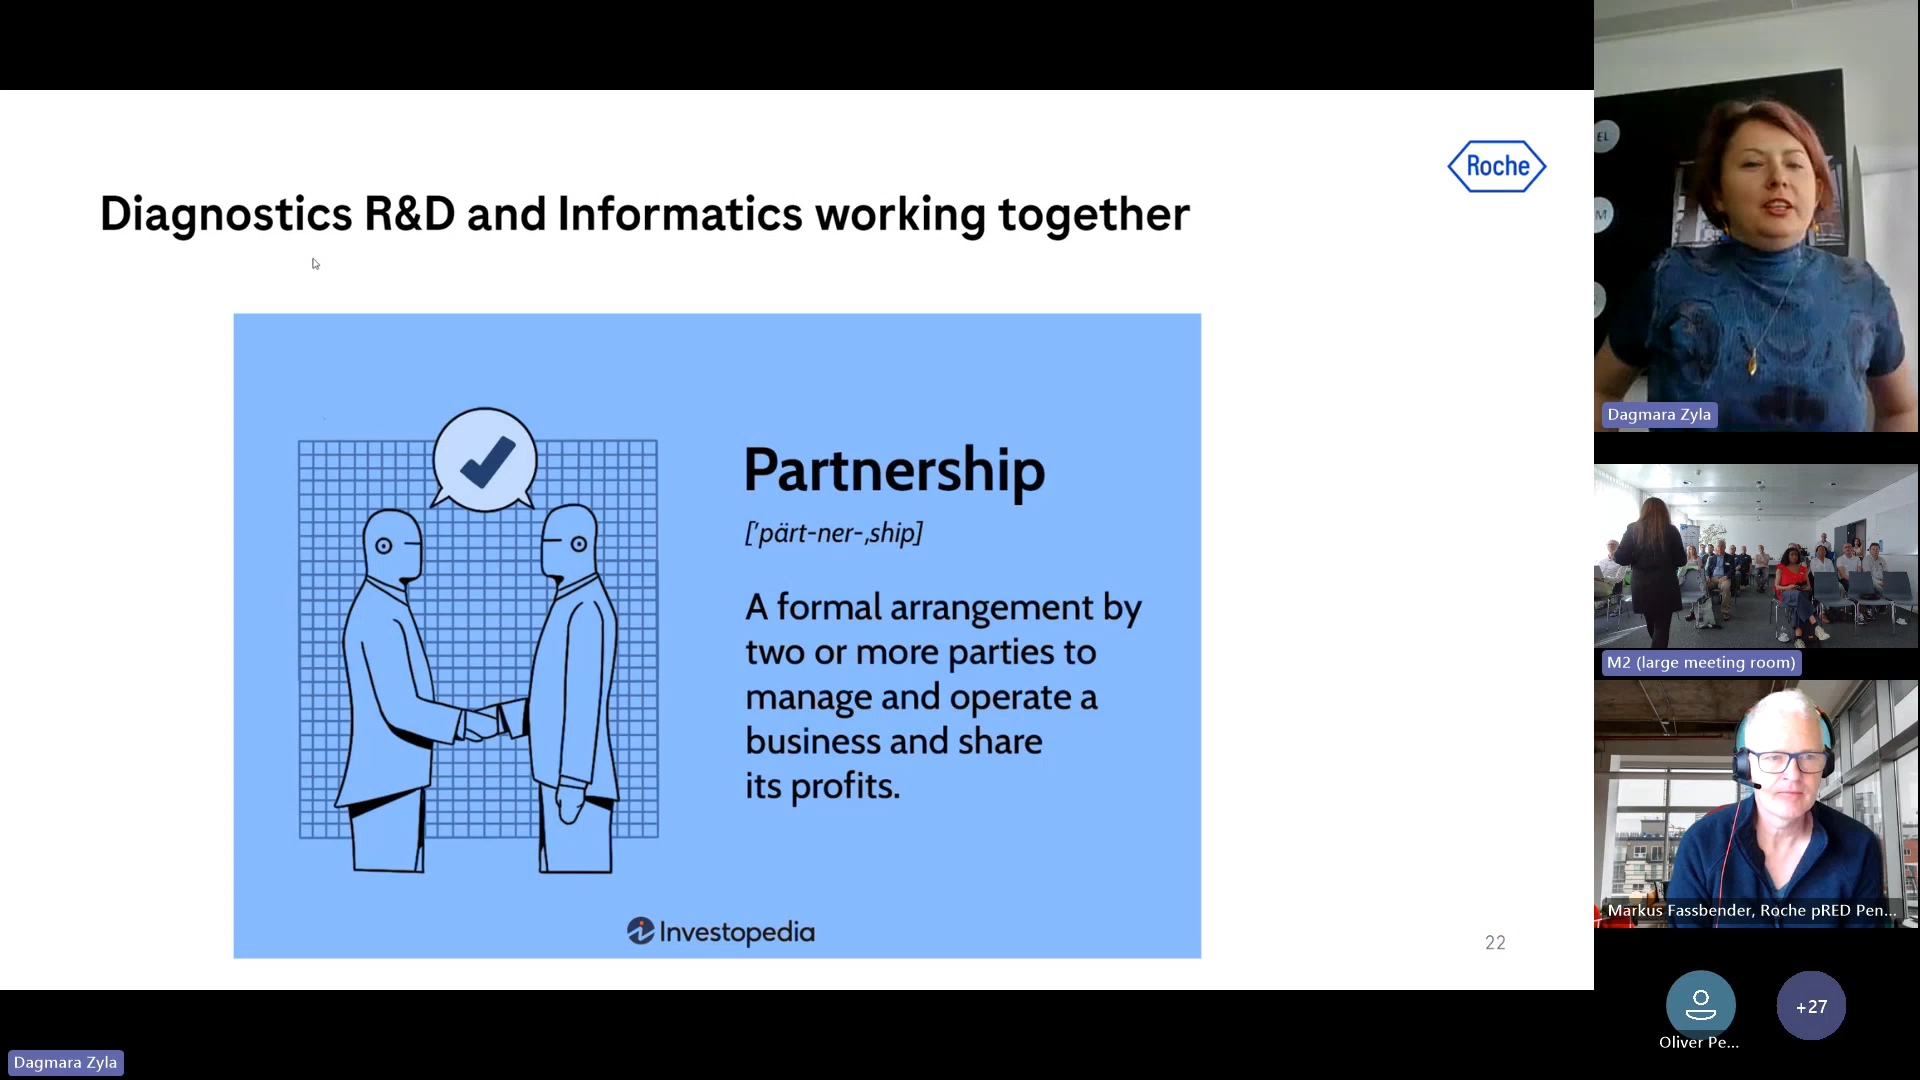 Roche
Diagnostics R&D and Informatics working together
Partnership
['pärt-ner-,ship]
A formal arrangement by
two or more parties to
manage and operate a
business and share
its profits.
Investopedia
22
Dagmara Zyla
EL
M
Dagmara Zyla
M2 (large meeting room)
Markus Fassbender, Roche pRED Pen...
Oliver Pe...
+27